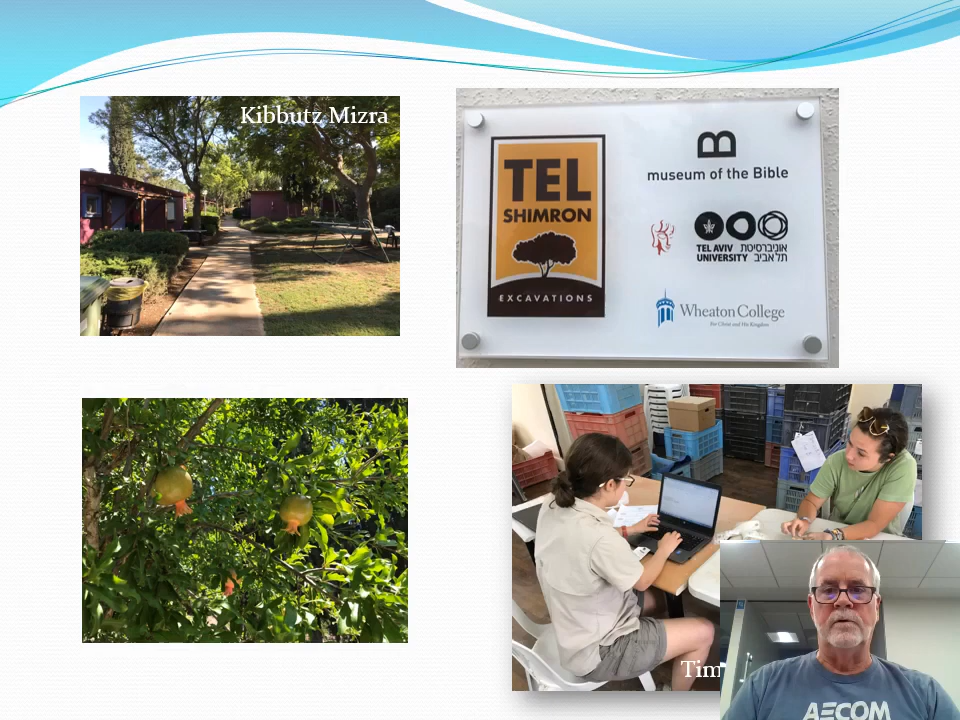 Kibbutz Mizra
TEL
SHIMRON
EXCAVATIONS
museum of the Bible
TEL AVIV אוניברסיטת
UNIVERSITY תל אביב
Wheaton College
For Christ and His Kingdom
Tim
AECOM